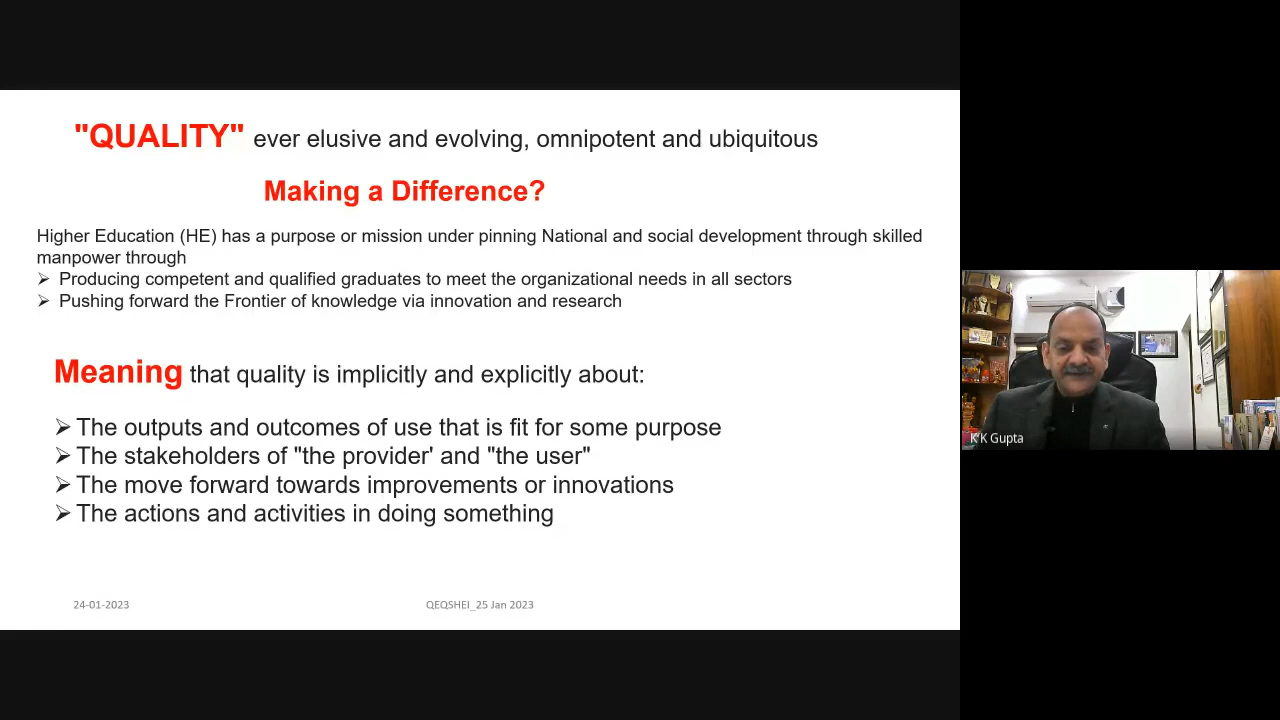 "QUALITY" ever elusive and evolving, omnipotent and ubiquitous
Making a Difference?
Higher Education (HE) has a purpose or mission under pinning National and social development through skilled
manpower through
➢ Producing competent and qualified graduates to meet the organizational needs in all sectors
➢ Pushing forward the Frontier of knowledge via innovation and research
Meaning that quality is implicitly and explicitly about:
➢ The outputs and outcomes of use that is fit for some purpose
➢ The stakeholders of "the provider' and "the user"
➢ The move forward towards improvements or innovations
➢ The actions and activities in doing something
24-01-2023
QEQSHEI_25 Jan 2023
K K Gupta